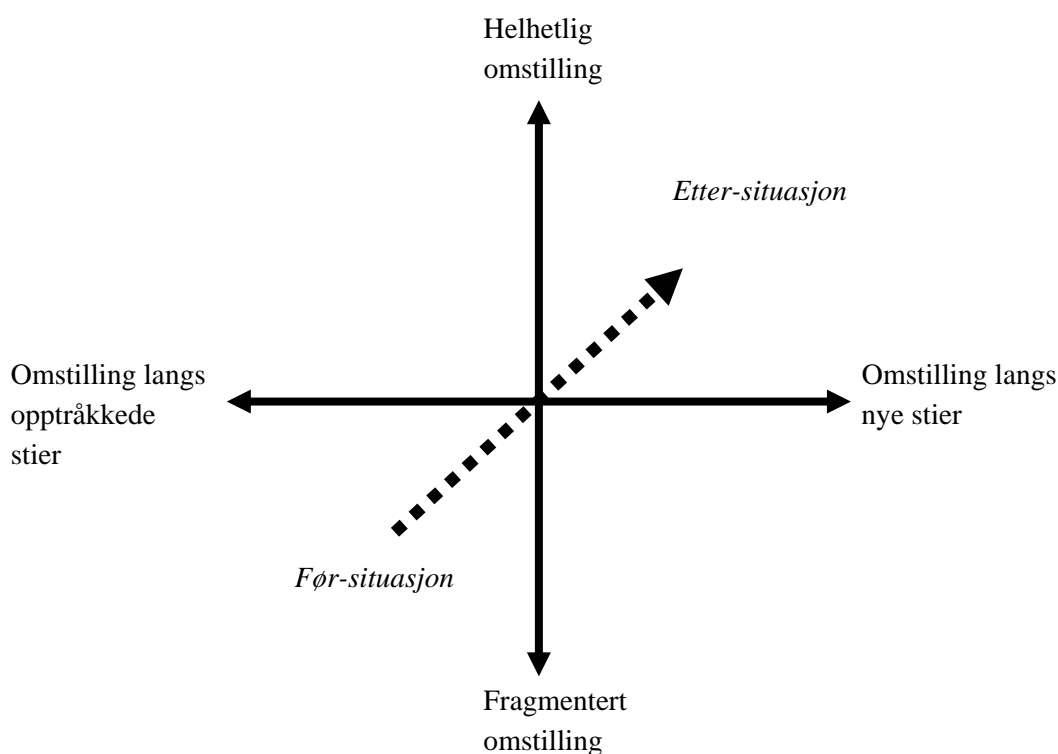 Helhetlig
omstilling
Etter-situasjon
Omstilling langs
opptråkkede
stier
Omstilling langs
nye stier
Før-situasjon
Fragmentert
omstilling